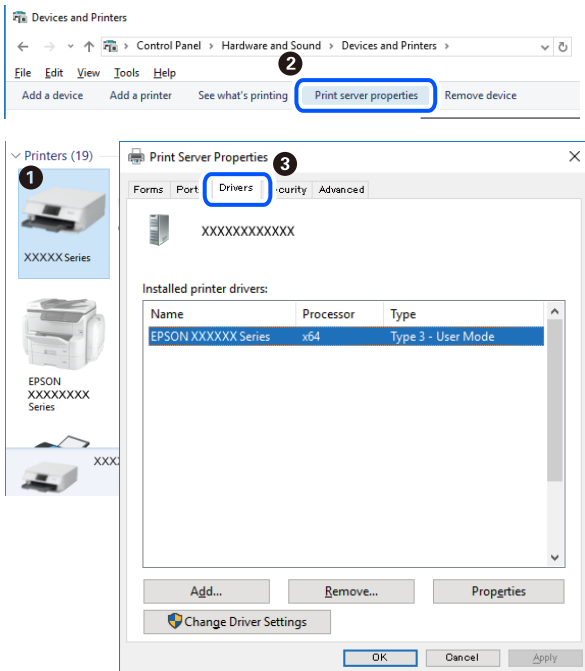 Devices and Printers
Control Panel > Hardware and Sound > Devices and Printers >
2
File Edit View Tools Help
Add a device Add a printer See what's printing Print server properties Remove device
Printers (19)
1
XXXXX Series
EPSON
XXXXXXXX
Series
XXX
Print Server Properties
3
Forms Port Drivers curity Advanced
XXXXXXXXXXXX
Installed printer drivers:
Name Processor Type
EPSON XXXXXX Series x64 Type 3 - User Mode
Add... Remove... Properties
Change Driver Settings
OK Cancel Apply